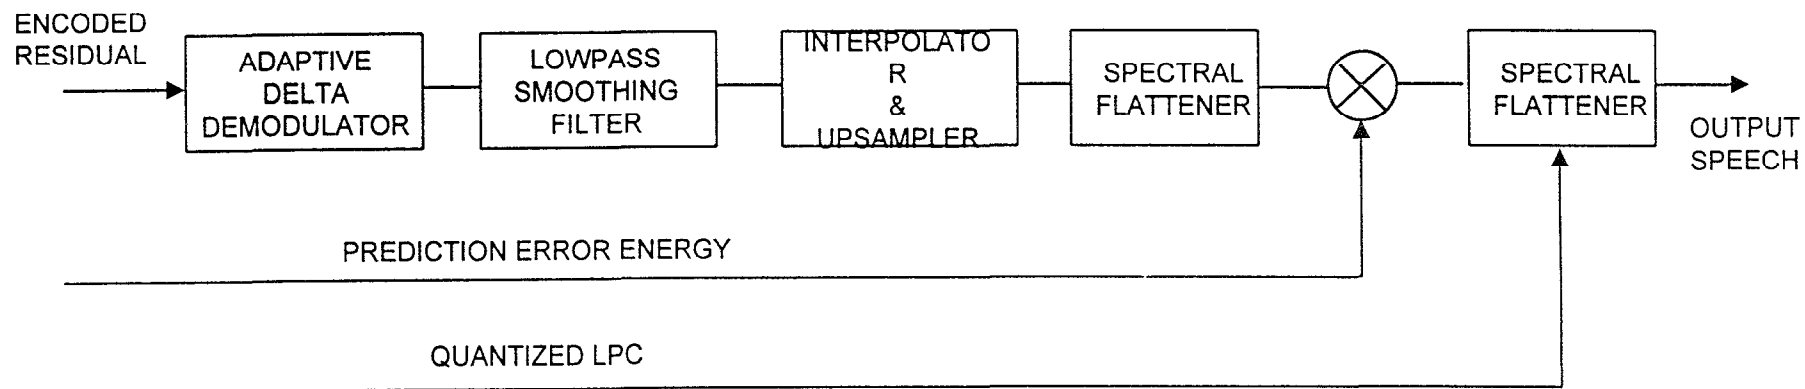 ENCODED
RESIDUAL
ADAPTIVE
DELTA
DEMODULATOR
LOWPASS
SMOOTHING
FILTER
INTERPOLATO
R
&
UPSAMPLER
SPECTRAL
FLATTENER
SPECTRAL
FLATTENER
OUTPUT
SPEECH
PREDICTION ERROR ENERGY
QUANTIZED LPC